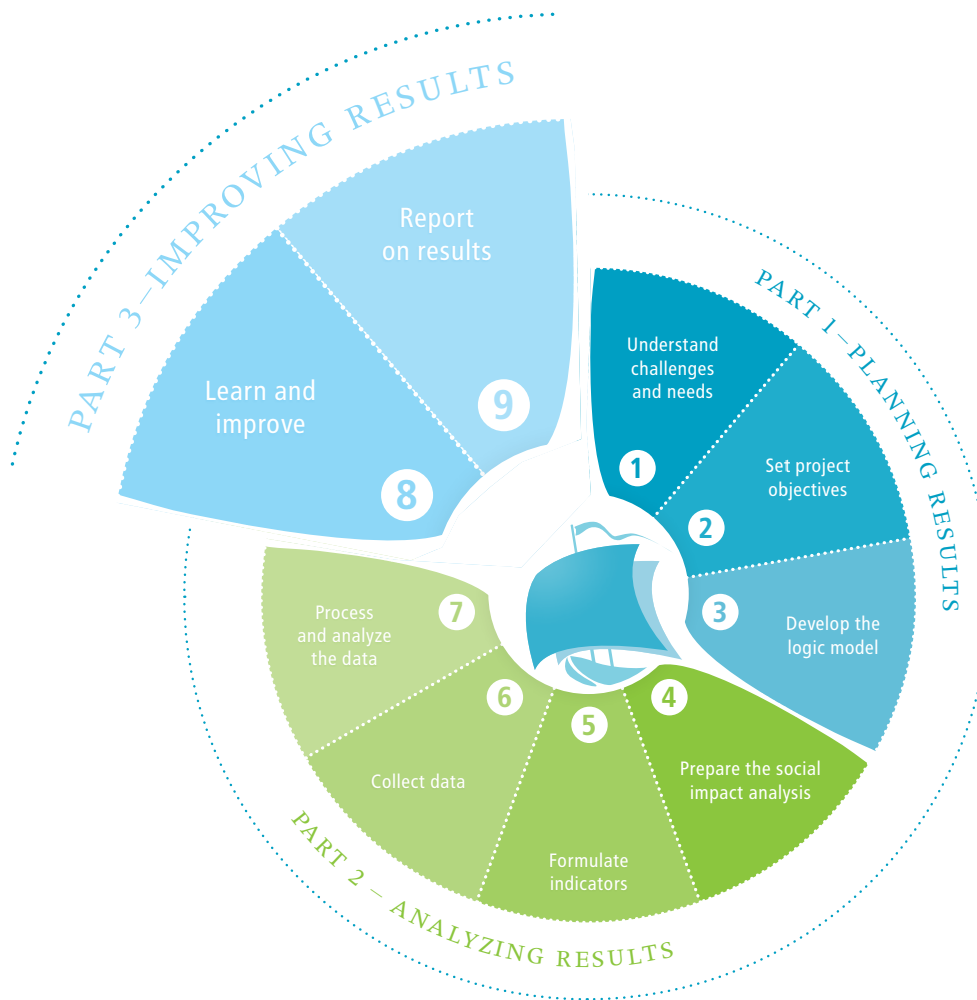 PART 3 – IMPROVING RESULTS
Report
on results
9
Learn and
improve
8
PART 1 – PLANNING RESULTS
Understand
challenges
and needs
1
Set project
objectives
2
Develop the
logic model
3
4
Prepare the social
impact analysis
5
Formulate
indicators
6
Collect data
7
Process
and analyze
the data
PART 2 – ANALYZING RESULTS